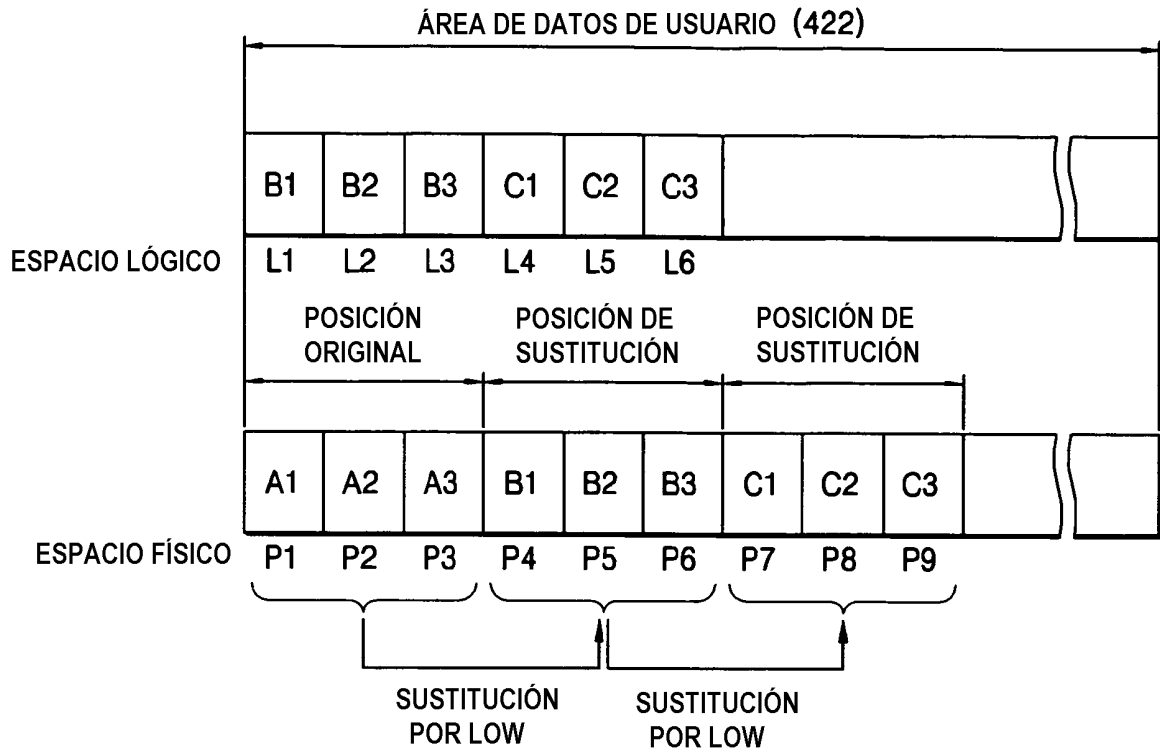 ÁREA DE DATOS DE USUARIO (422)
B1 B2 B3 C1 C2 C3
ESPACIO LÓGICO L1 L2 L3 L4 L5 L6
POSICIÓN ORIGINAL
POSICIÓN DE SUSTITUCIÓN
POSICIÓN DE SUSTITUCIÓN
A1 A2 A3 B1 B2 B3 C1 C2 C3
ESPACIO FÍSICO P1 P2 P3 P4 P5 P6 P7 P8 P9
SUSTITUCIÓN POR LOW
SUSTITUCIÓN POR LOW